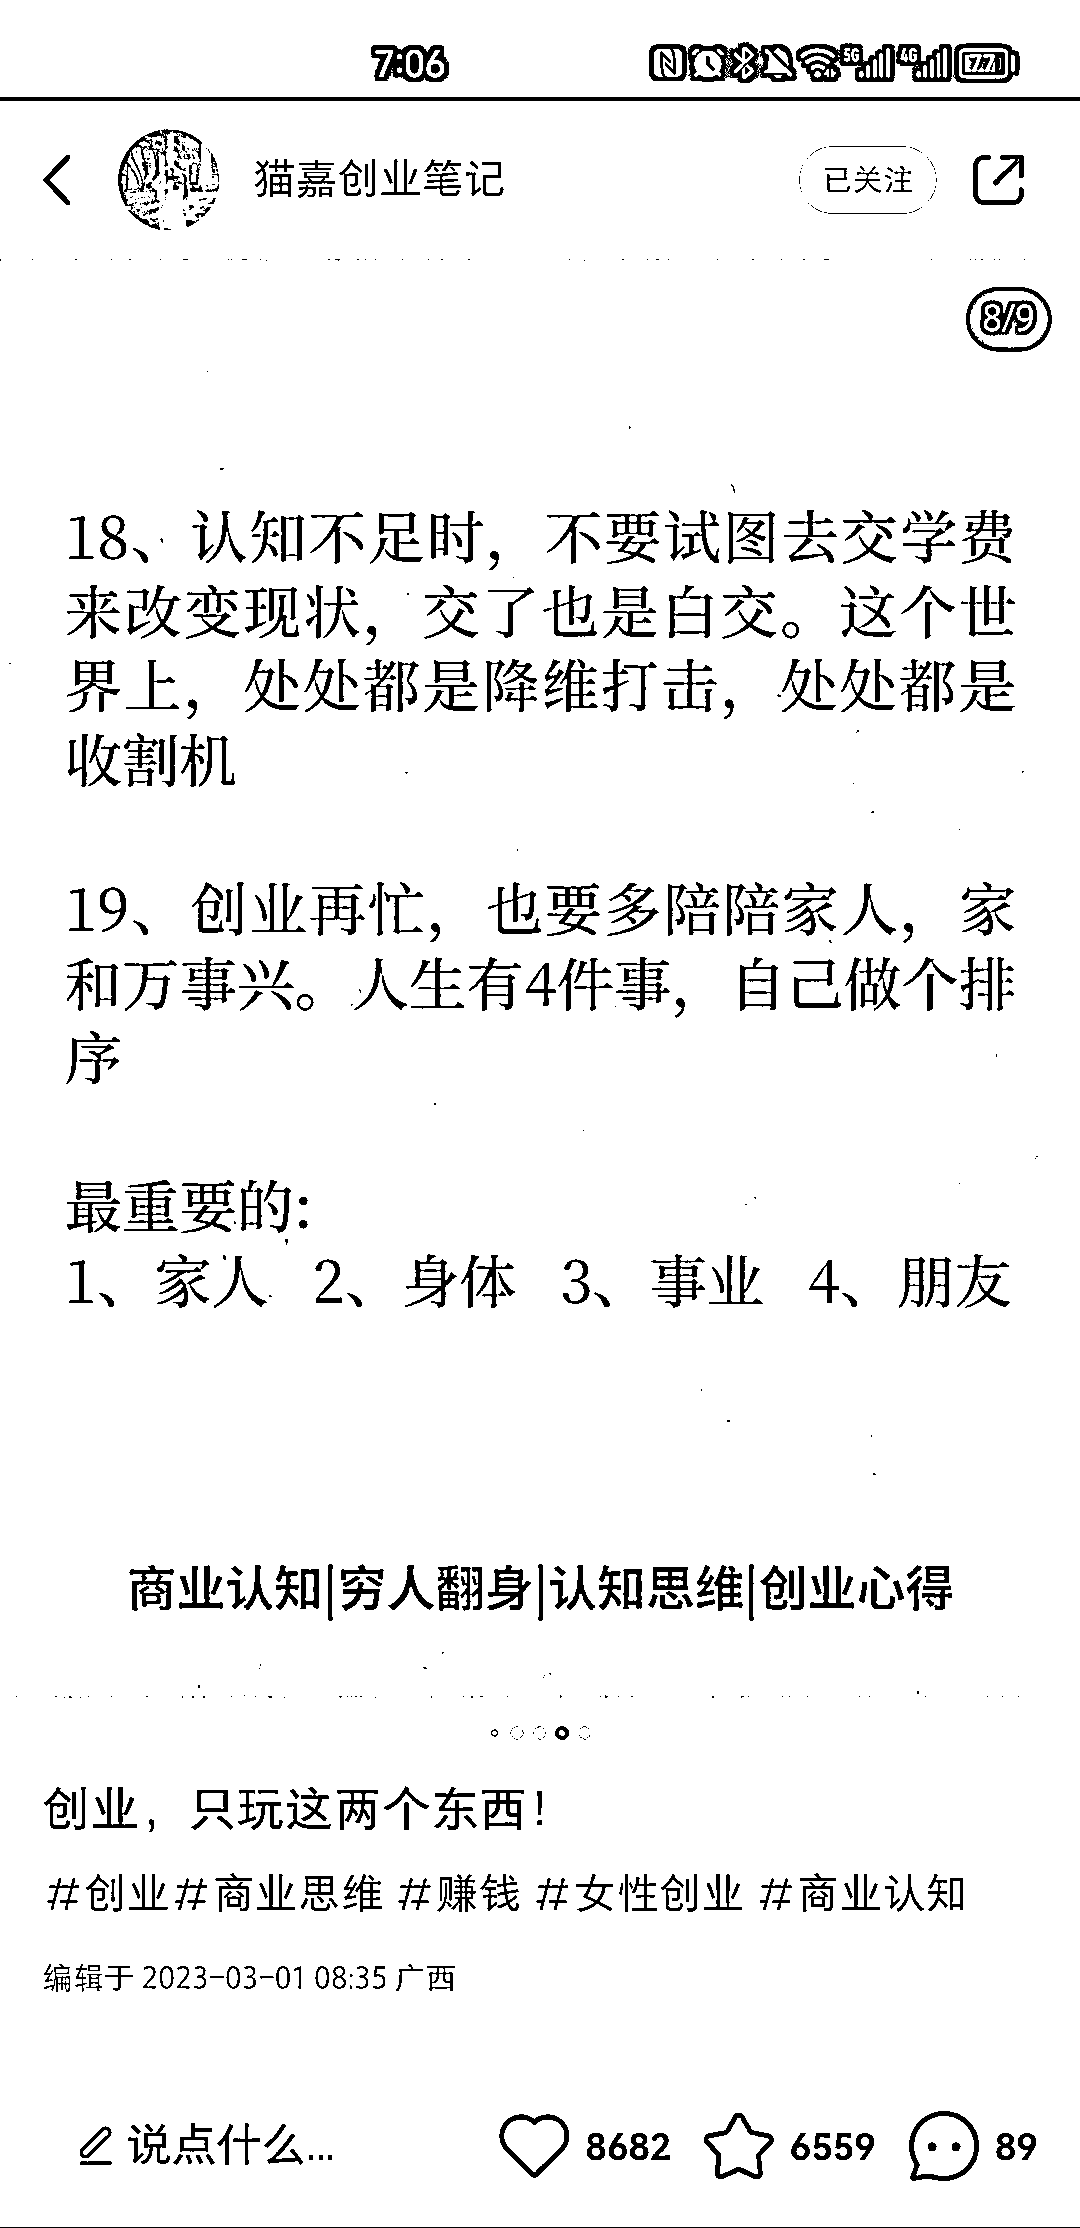 7:06 5G 4G 77
猫嘉创业笔记 已关注
8/9
18、认知不足时，不要试图去交学费
来改变现状，交了也是白交。这个世
界上，处处都是降维打击，处处都是
收割机
19、创业再忙，也要多陪陪家人，家
和万事兴。人生有4件事，自己做个排
序
最重要的：
1、家人 2、身体 3、事业 4、朋友
商业认知|穷人翻身|认知思维|创业心得
创业，只玩这两个东西！
#创业#商业思维 #赚钱 #女性创业 #商业认知
编辑于 2023-03-01 08:35 广西
说点什么... 8682 6559 89